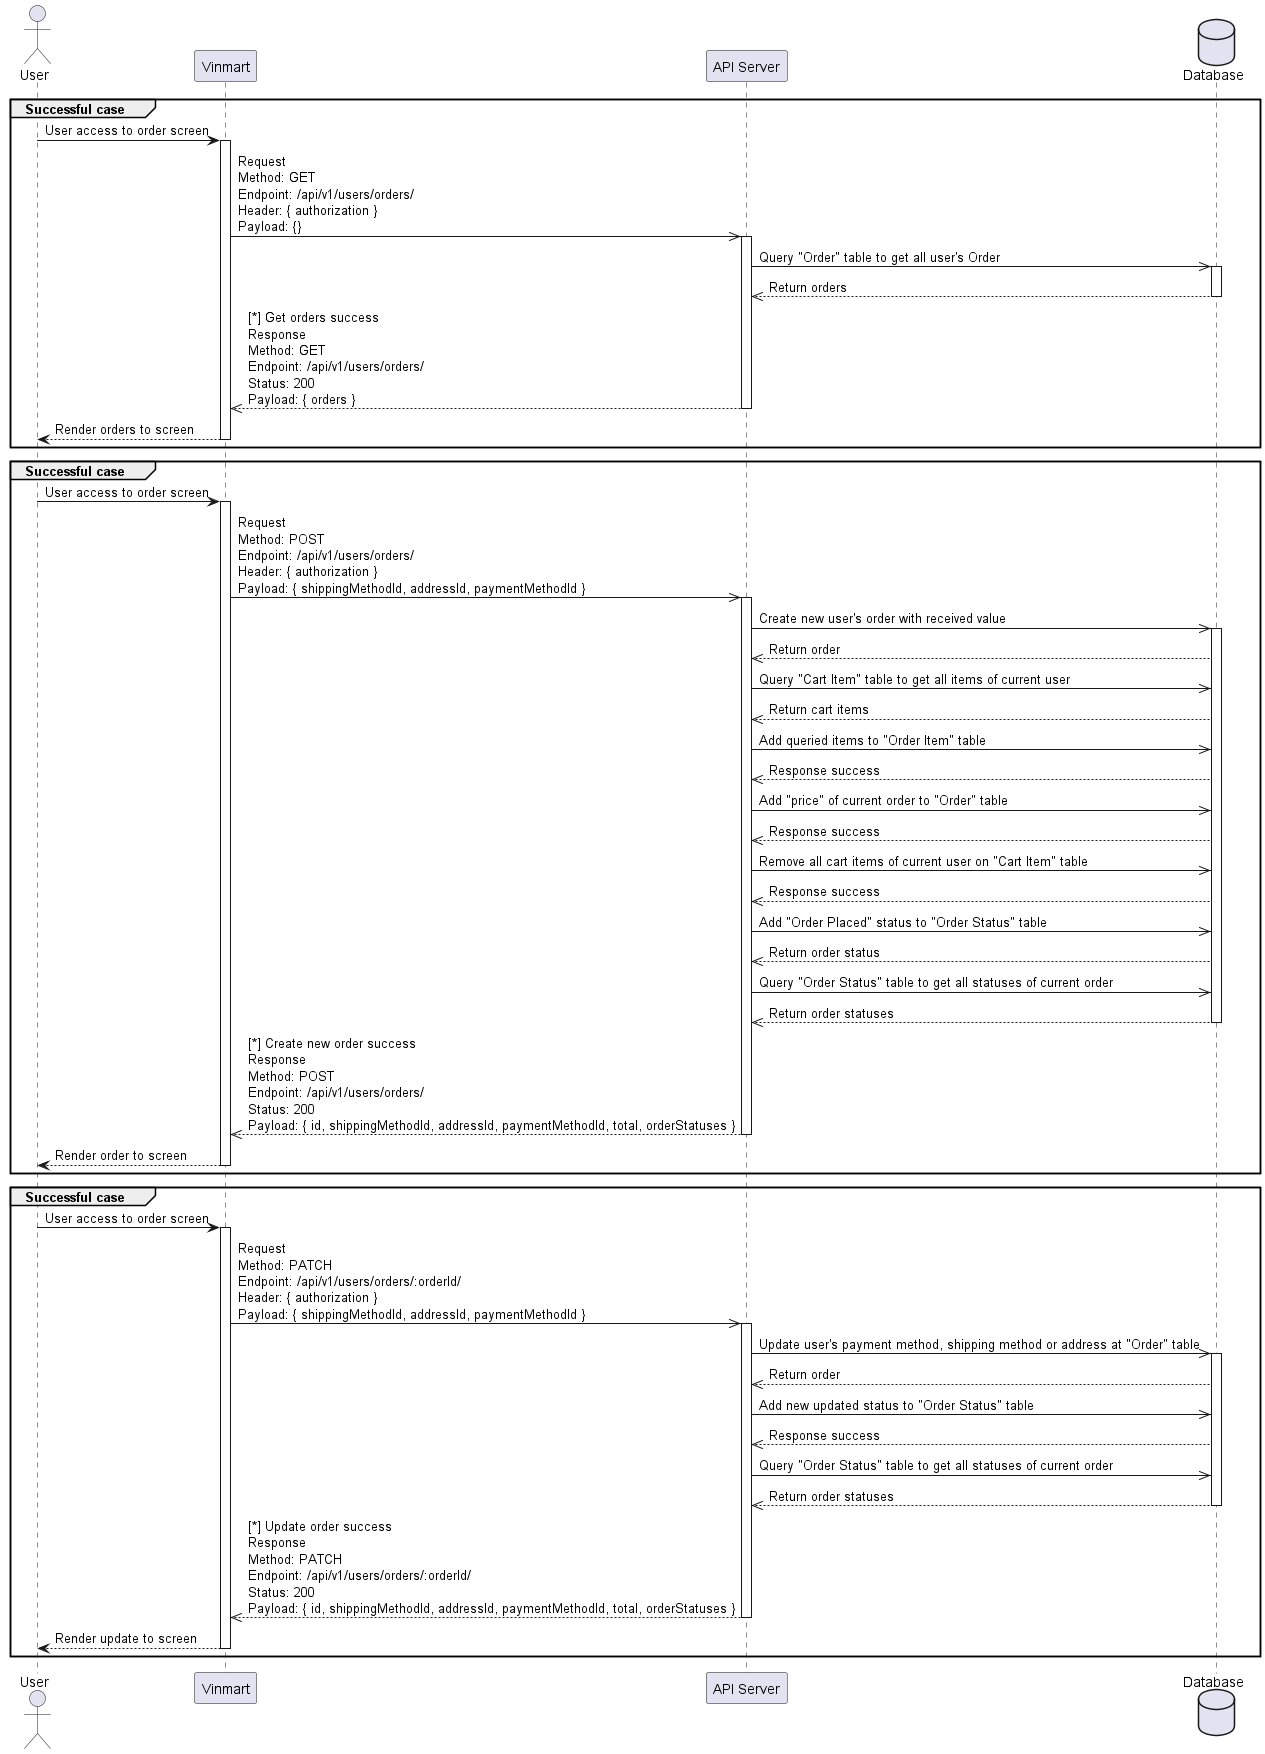 User
Vinmart
API Server
Database
Successful case
User access to order screen
Request
Method: GET
Endpoint: /api/v1/users/orders/
Header: { authorization }
Payload: {}
Query "Order" table to get all user's Order
Return orders
[*] Get orders success
Response
Method: GET
Endpoint: /api/v1/users/orders/
Status: 200
Payload: { orders }
Render orders to screen
Successful case
User access to order screen
Request
Method: POST
Endpoint: /api/v1/users/orders/
Header: { authorization }
Payload: { shippingMethodId, addressId, paymentMethodId }
Create new user's order with received value
Return order
Query "Cart Item" table to get all items of current user
Return cart items
Add queried items to "Order Item" table
Response success
Add "price" of current order to "Order" table
Response success
Remove all cart items of current user on "Cart Item" table
Response success
Add "Order Placed" status to "Order Status" table
Return order status
Query "Order Status" table to get all statuses of current order
Return order statuses
[*] Create new order success
Response
Method: POST
Endpoint: /api/v1/users/orders/
Status: 200
Payload: { id, shippingMethodId, addressId, paymentMethodId, total, orderStatuses }
Render order to screen
Successful case
User access to order screen
Request
Method: PATCH
Endpoint: /api/v1/users/orders/:orderId/
Header: { authorization }
Payload: { shippingMethodId, addressId, paymentMethodId }
Update user's payment method, shipping method or address at "Order" table
Return order
Add new updated status to "Order Status" table
Response success
Query "Order Status" table to get all statuses of current order
Return order statuses
[*] Update order success
Response
Method: PATCH
Endpoint: /api/v1/users/orders/:orderId/
Status: 200
Payload: { id, shippingMethodId, addressId, paymentMethodId, total, orderStatuses }
Render update to screen
User
Vinmart
API Server
Database